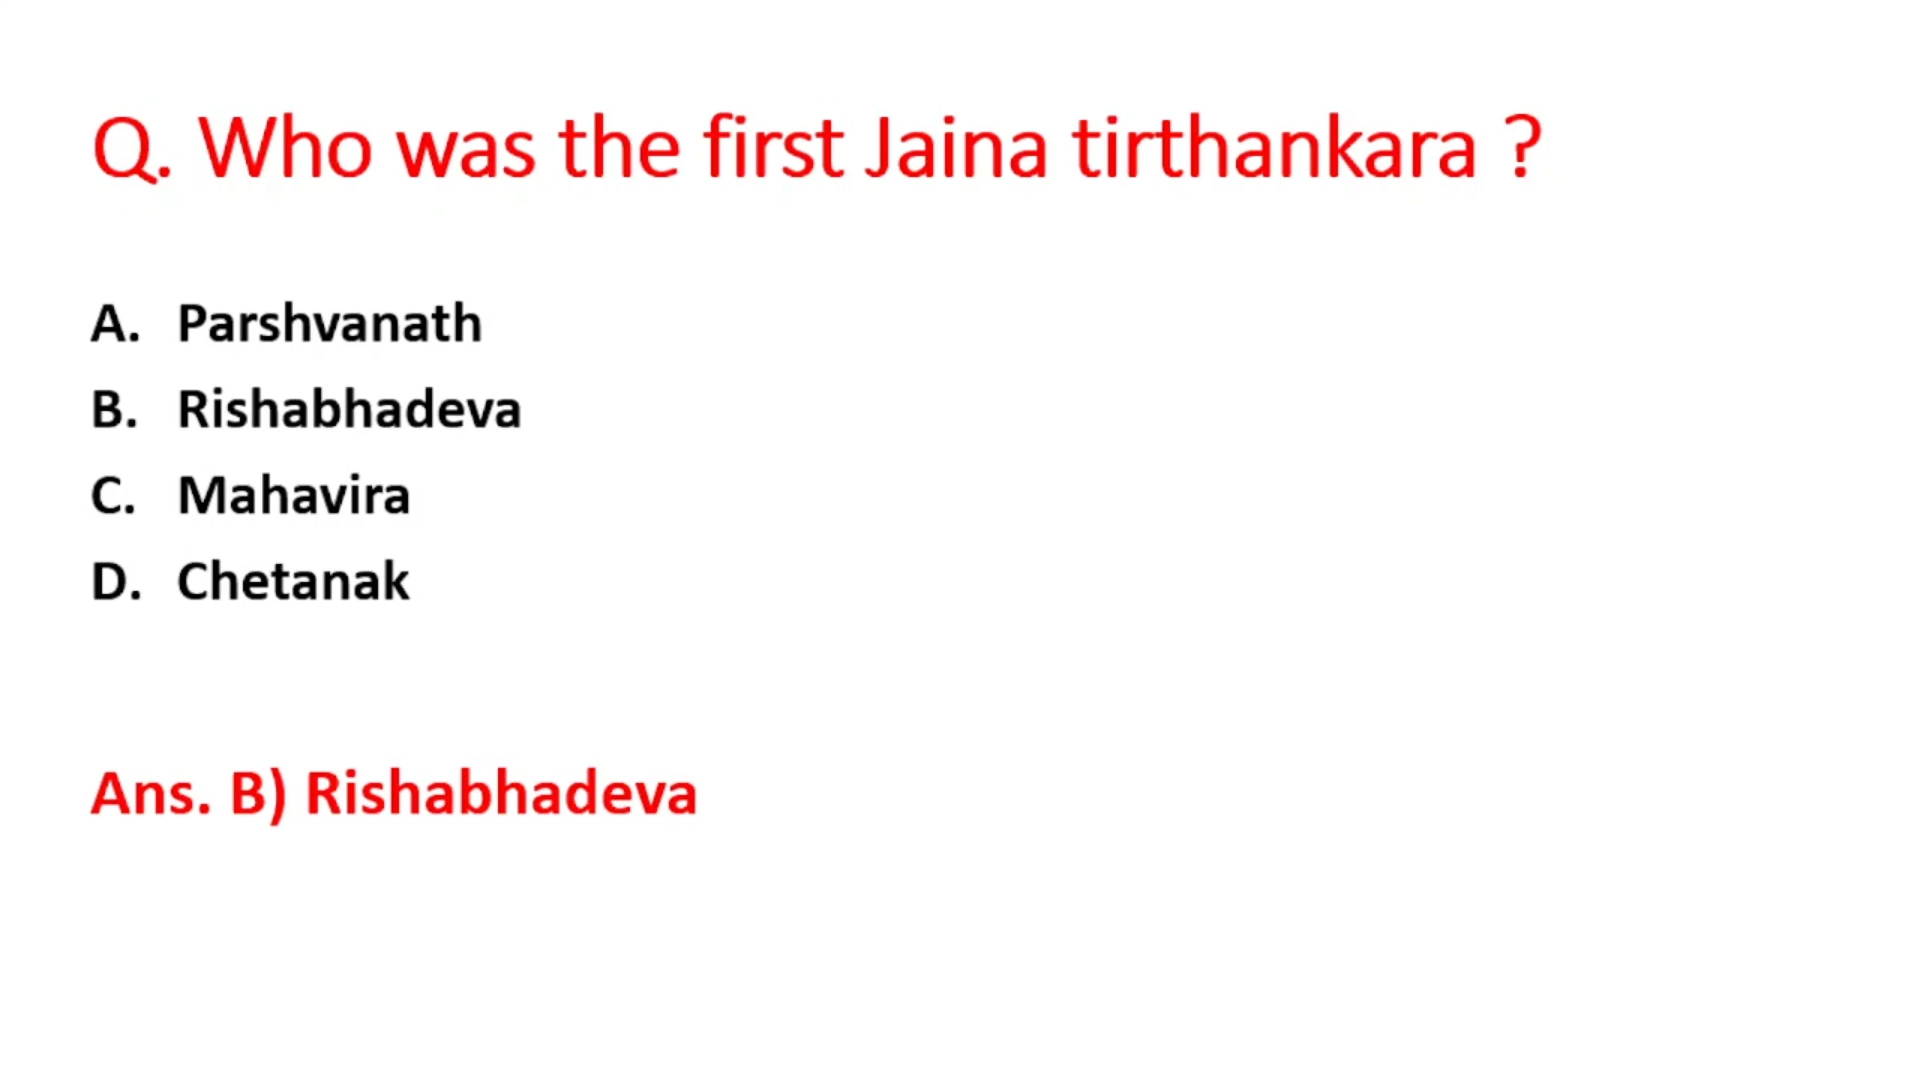 Q. Who was the first Jaina tirthankara ?
A. Parshvanath
B. Rishabhadeva
C. Mahavira
D. Chetanak
Ans. B) Rishabhadeva